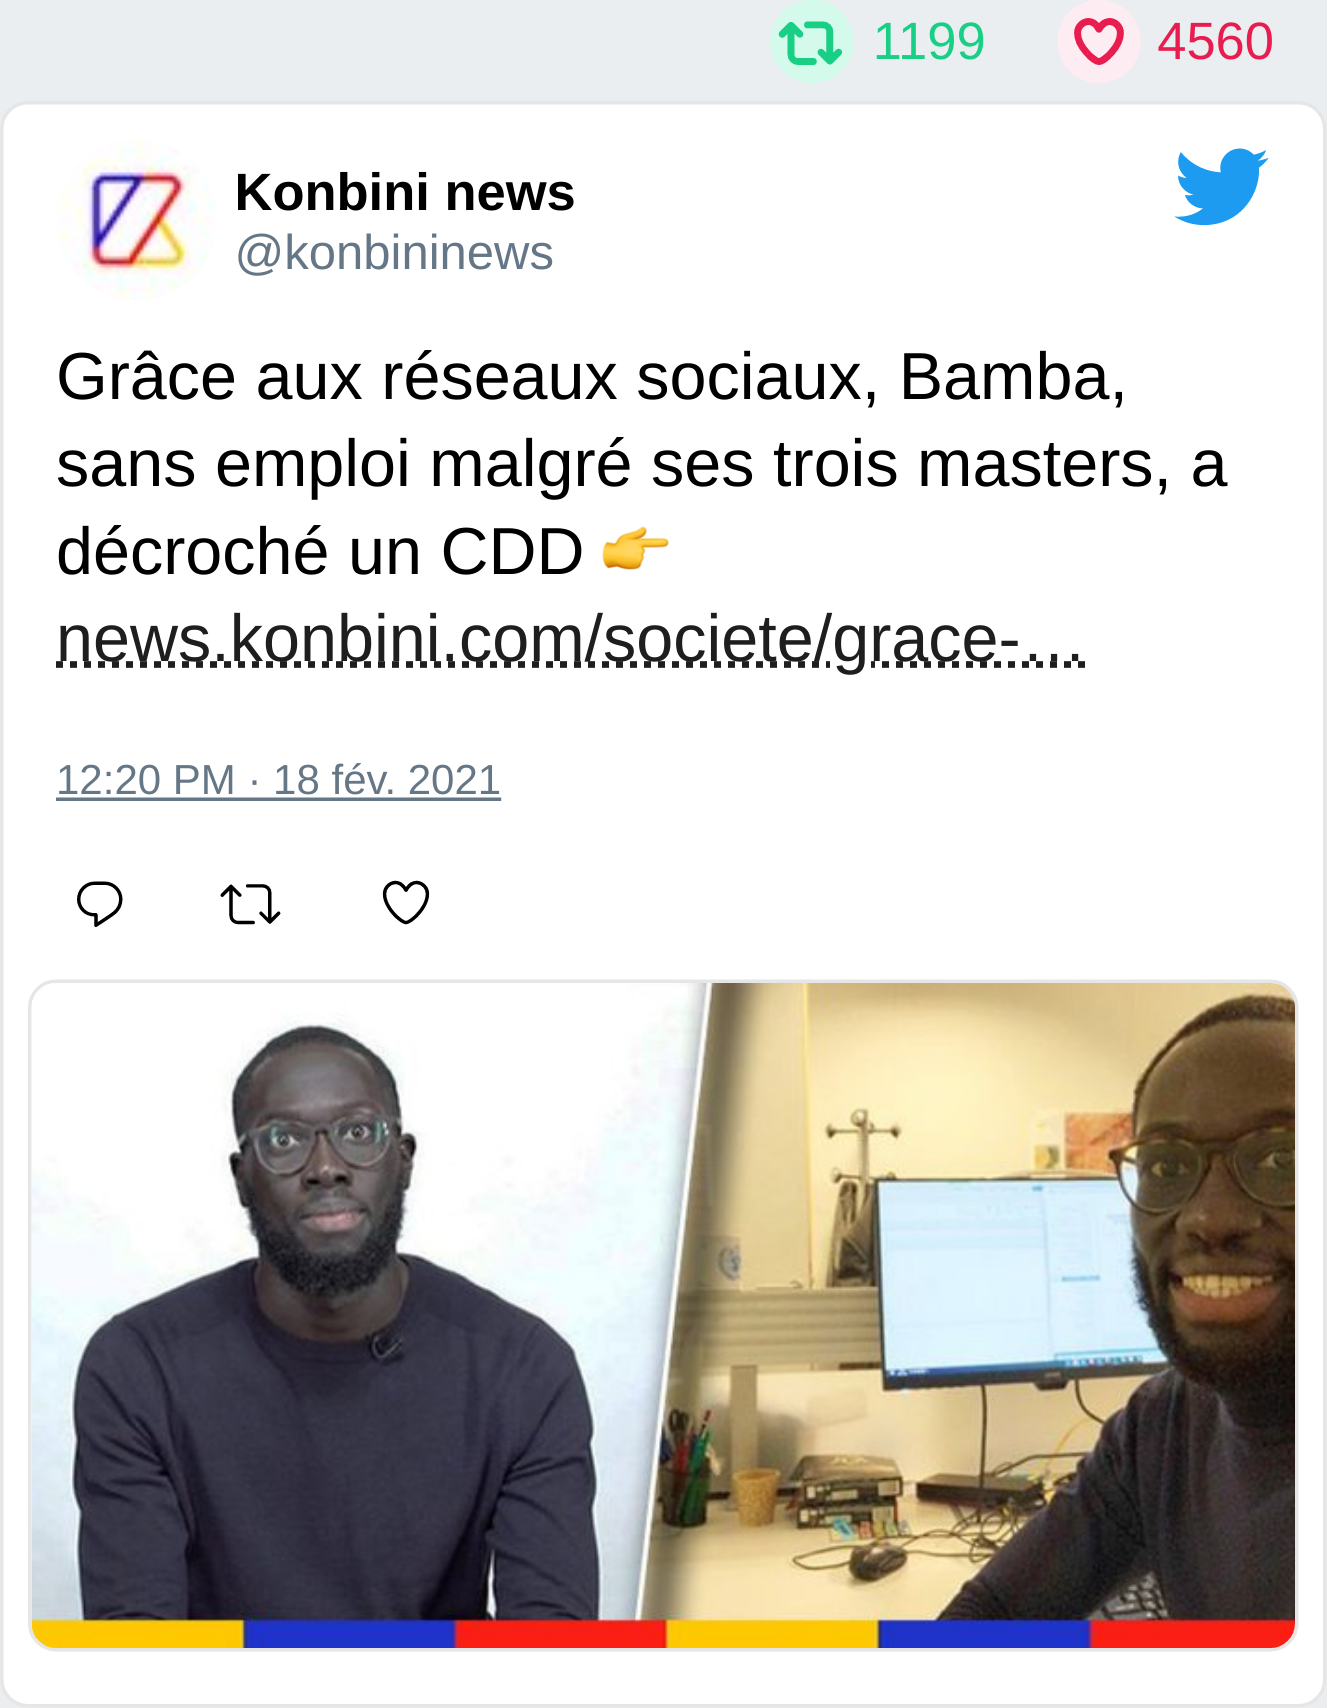 1199 4560
Konbini news
@konbininews
Grâce aux réseaux sociaux, Bamba,
sans emploi malgré ses trois masters, a
décroché un CDD 👉
news.konbini.com/societe/grace-…
12:20 PM · 18 fév. 2021